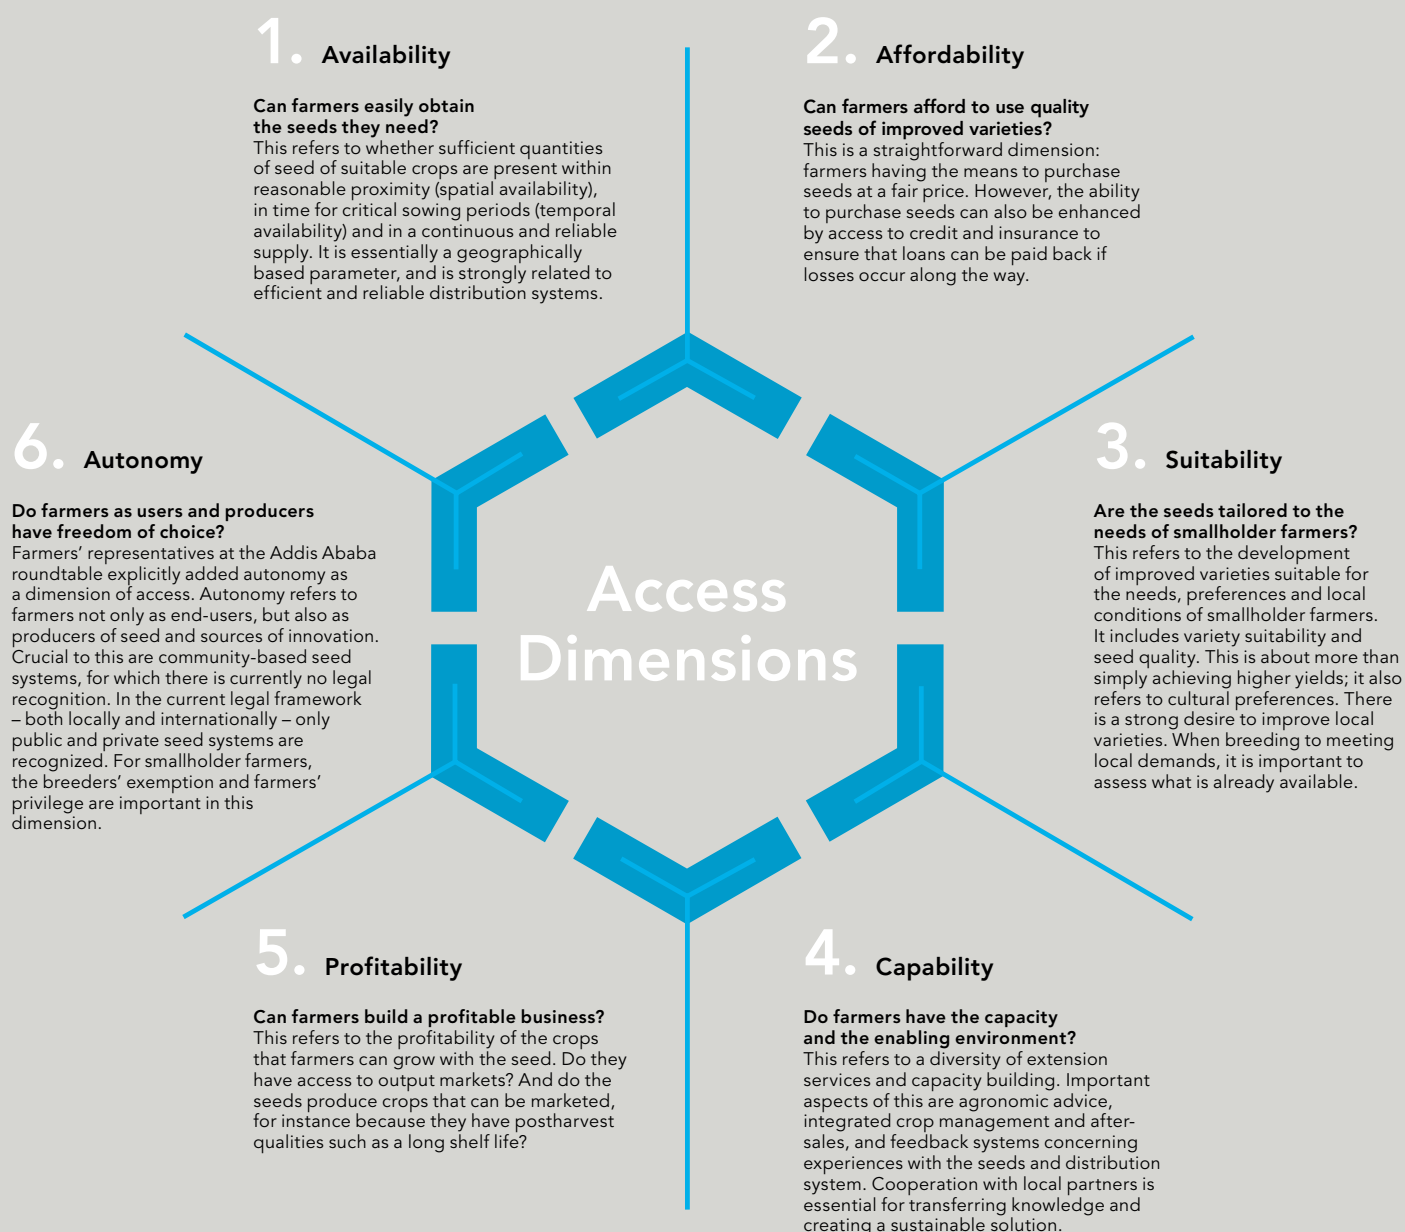 1. Availability
Can farmers easily obtain
the seeds they need?
This refers to whether sufficient quantities
of seed of suitable crops are present within
reasonable proximity (spatial availability),
in time for critical sowing periods (temporal
availability) and in a continuous and reliable
supply. It is essentially a geographically
based parameter, and is strongly related to
efficient and reliable distribution systems.
2. Affordability
Can farmers afford to use quality
seeds of improved varieties?
This is a straightforward dimension:
farmers having the means to purchase
seeds at a fair price. However, the ability
to purchase seeds can also be enhanced
by access to credit and insurance to
ensure that loans can be paid back if
losses occur along the way.
3. Suitability
Are the seeds tailored to the
needs of smallholder farmers?
This refers to the development
of improved varieties suitable for
the needs, preferences and local
conditions of smallholder farmers.
It includes variety suitability and
seed quality. This is about more than
simply achieving higher yields; it also
refers to cultural preferences. There
is a strong desire to improve local
varieties. When breeding to meeting
local demands, it is important to
assess what is already available.
4. Capability
Do farmers have the capacity
and the enabling environment?
This refers to a diversity of extension
services and capacity building. Important
aspects of this are agronomic advice,
integrated crop management and after-
sales, and feedback systems concerning
experiences with the seeds and distribution
system. Cooperation with local partners is
essential for transferring knowledge and
creating a sustainable solution.
5. Profitability
Can farmers build a profitable business?
This refers to the profitability of the crops
that farmers can grow with the seed. Do they
have access to output markets? And do the
seeds produce crops that can be marketed,
for instance because they have postharvest
qualities such as a long shelf life?
6. Autonomy
Do farmers as users and producers
have freedom of choice?
Farmers’ representatives at the Addis Ababa
roundtable explicitly added autonomy as
a dimension of access. Autonomy refers to
farmers not only as end-users, but also as
producers of seed and sources of innovation.
Crucial to this are community-based seed
systems, for which there is currently no legal
recognition. In the current legal framework
– both locally and internationally – only
public and private seed systems are
recognized. For smallholder farmers,
the breeders’ exemption and farmers’
privilege are important in this
dimension.
Access
Dimensions